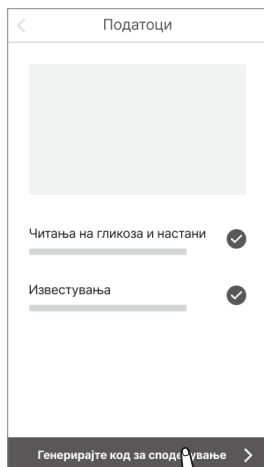 Податоци
Читања на гликоза и настани
Известувања
Генерирајте код за споделување